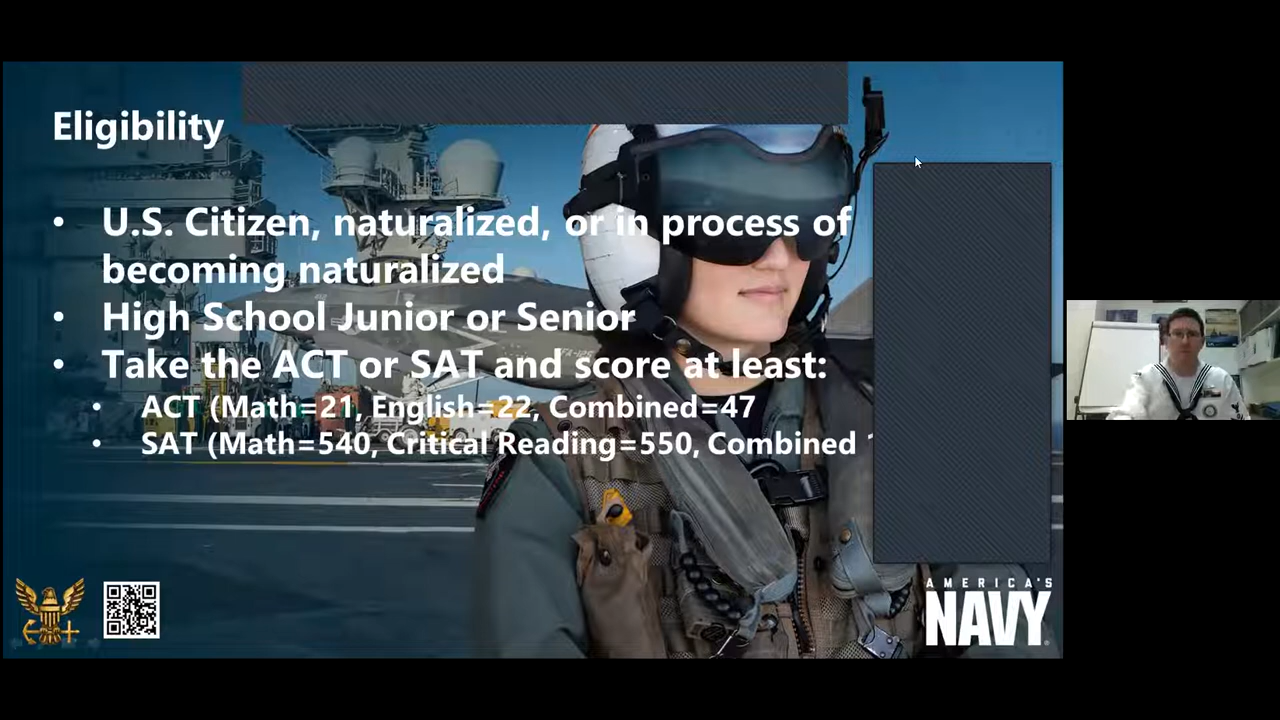 Eligibility
• U.S. Citizen, naturalized, or in process of
becoming naturalized
• High School Junior or Senior
• Take the ACT or SAT and score at least:
• ACT (Math=21, English=22, Combined=47
• SAT (Math=540, Critical Reading=550, Combined
AMERICA'S
NAVY